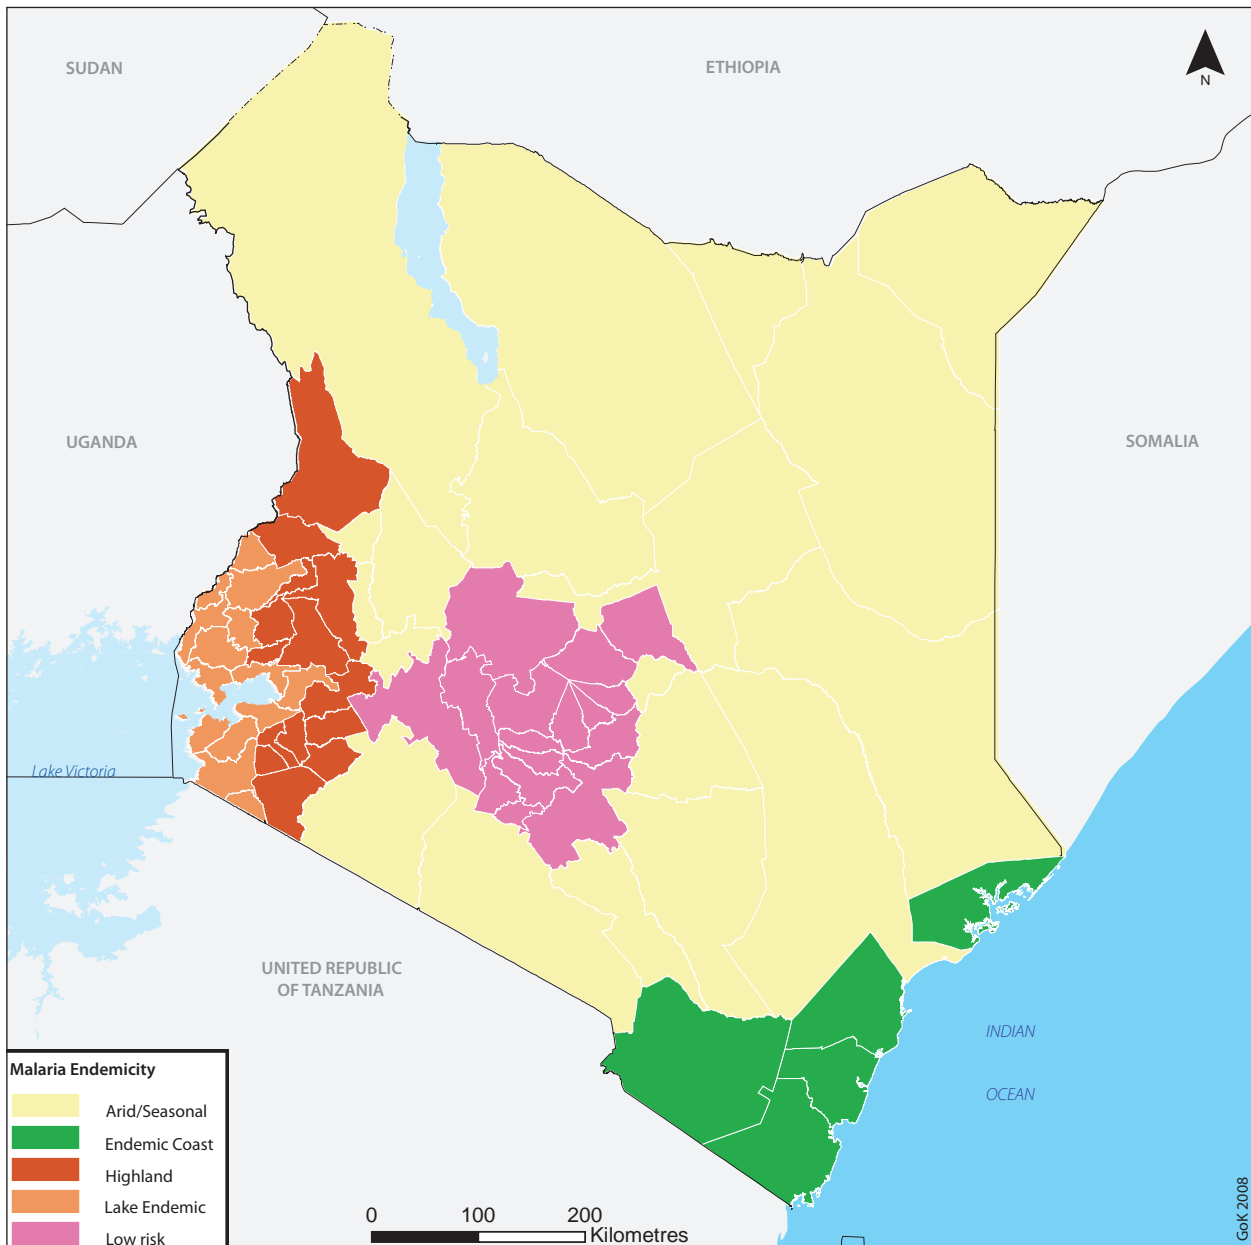 SUDAN
ETHIOPIA
N
UGANDA
SOMALIA
Lake Victoria
UNITED REPUBLIC
OF TANZANIA
INDIAN
OCEAN
Malaria Endemicity
Arid/Seasonal
Endemic Coast
Highland
Lake Endemic
Low risk
0 100 200
Kilometres
GoK 2008